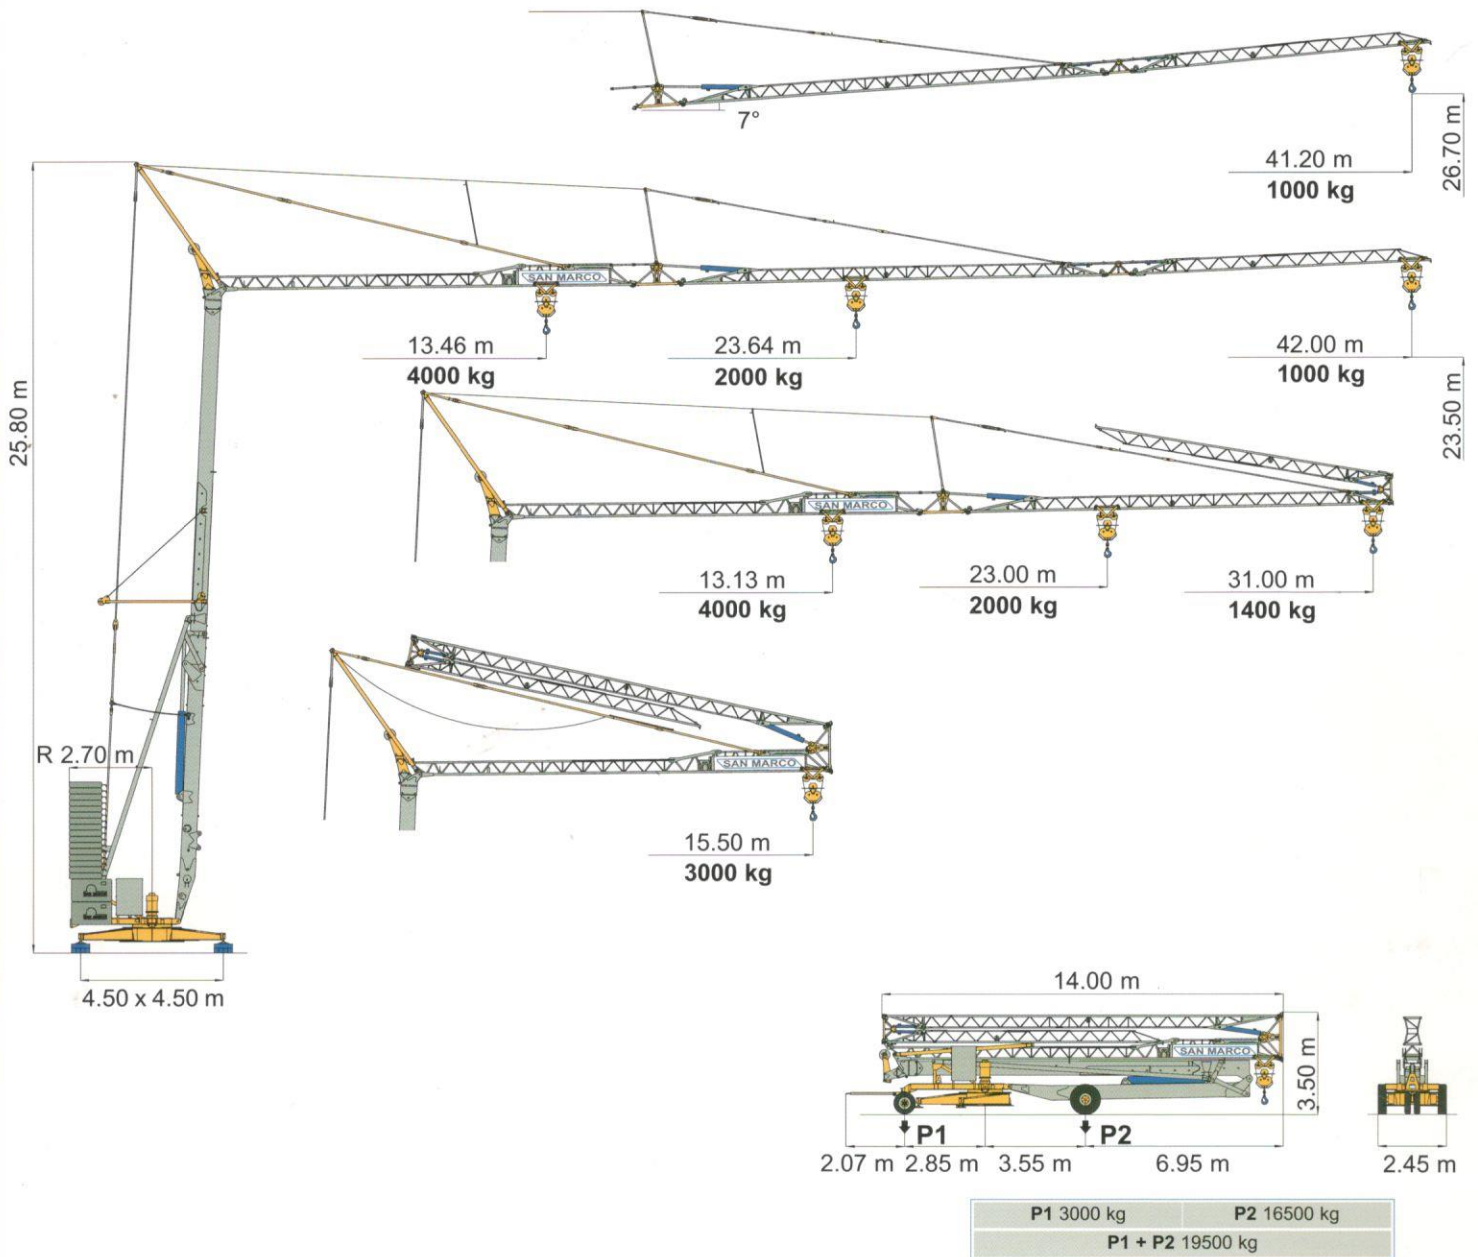 7°
41.20 m
1000 kg
26.70 m
SAN MARCO
13.46 m
4000 kg
23.64 m
2000 kg
42.00 m
1000 kg
25.80 m
23.50 m
SAN MARCO
13.13 m
4000 kg
23.00 m
2000 kg
31.00 m
1400 kg
R 2.70 m
SAN MARCO
15.50 m
3000 kg
4.50 x 4.50 m
14.00 m
SAN MARCO
3.50 m
P1
P2
2.07 m
2.85 m
3.55 m
6.95 m
2.45 m
P1 3000 kg
P2 16500 kg
P1 + P2 19500 kg